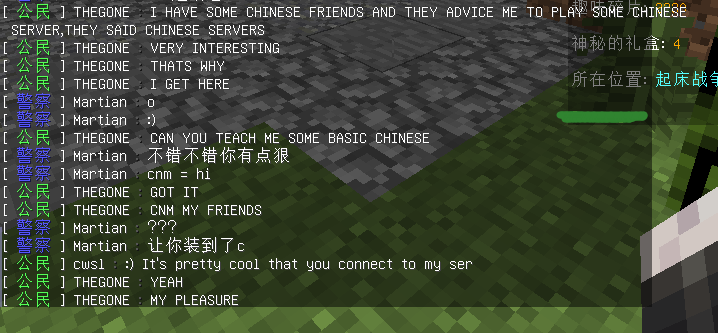 [ 公民 ] THEGONE : I HAVE SOME CHINESE FRIENDS AND THEY ADVICE ME TO PLAY SOME CHINESE
SERVER,THEY SAID CHINESE SERVERS
[ 公民 ] THEGONE : VERY INTERESTING
[ 公民 ] THEGONE : THATS WHY
[ 公民 ] THEGONE : I GET HERE
[ 警察 ] Martian : o
[ 警察 ] Martian : :)
[ 公民 ] THEGONE : CAN YOU TEACH ME SOME BASIC CHINESE
[ 警察 ] Martian : 不错不错你有点狠
[ 警察 ] Martian : cnm = hi
[ 公民 ] THEGONE : GOT IT
[ 公民 ] THEGONE : CNM MY FRIENDS
[ 警察 ] Martian : ???
[ 警察 ] Martian : 让你装到了c
[ 公民 ] cwsl : :) It's pretty cool that you connect to my ser
[ 公民 ] THEGONE : YEAH
[ 公民 ] THEGONE : MY PLEASURE
趣味碎片:
神秘的礼盒: 4
所在位置: 起床战争